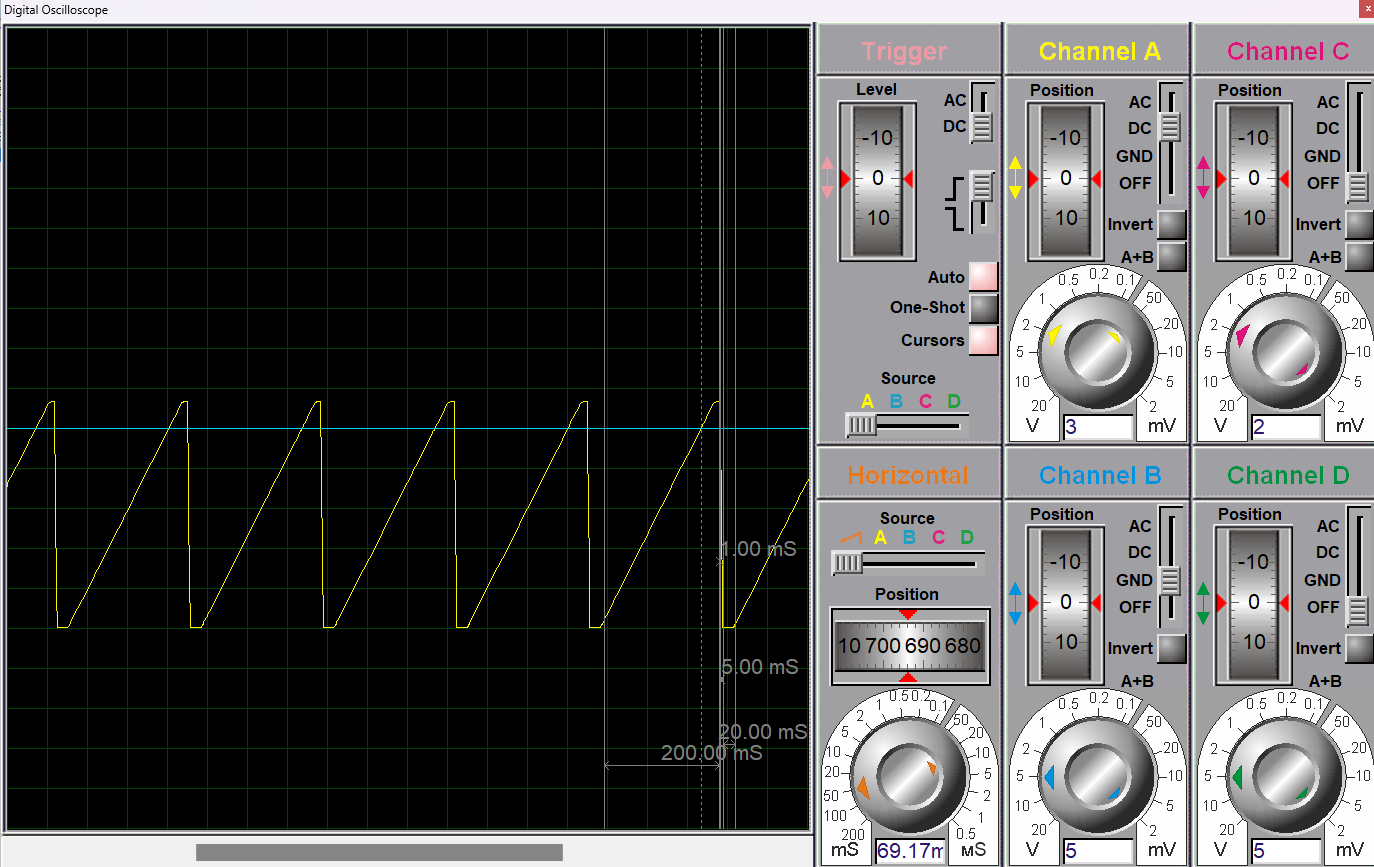 Digital Oscilloscope
x
1.00 mS
5.00 mS
20.00 mS
200.00 mS
Trigger
Level
-10
0
10
AC
DC
Auto
One-Shot
Cursors
Source
A B C D
Channel A
Position
-10
0
10
AC
DC
GND
OFF
Invert
A+B
20 10 5 2 1 0.5 0.2 0.1 50 20 10 5 2
V
3
mV
Channel C
Position
-10
0
10
AC
DC
GND
OFF
Invert
A+B
20 10 5 2 1 0.5 0.2 0.1 50 20 10 5 2
V
2
mV
Horizontal
Source
A B C D
Position
10 700 690 680
200 100 50 20 10 5 2 1 0.5 0.2 0.1 50 20 10 5 2 1 0.5
mS
69.17m
мS
Channel B
Position
-10
0
10
AC
DC
GND
OFF
Invert
A+B
20 10 5 2 1 0.5 0.2 0.1 50 20 10 5 2
V
5
mV
Channel D
Position
-10
0
10
AC
DC
GND
OFF
Invert
A+B
20 10 5 2 1 0.5 0.2 0.1 50 20 10 5 2
V
5
mV